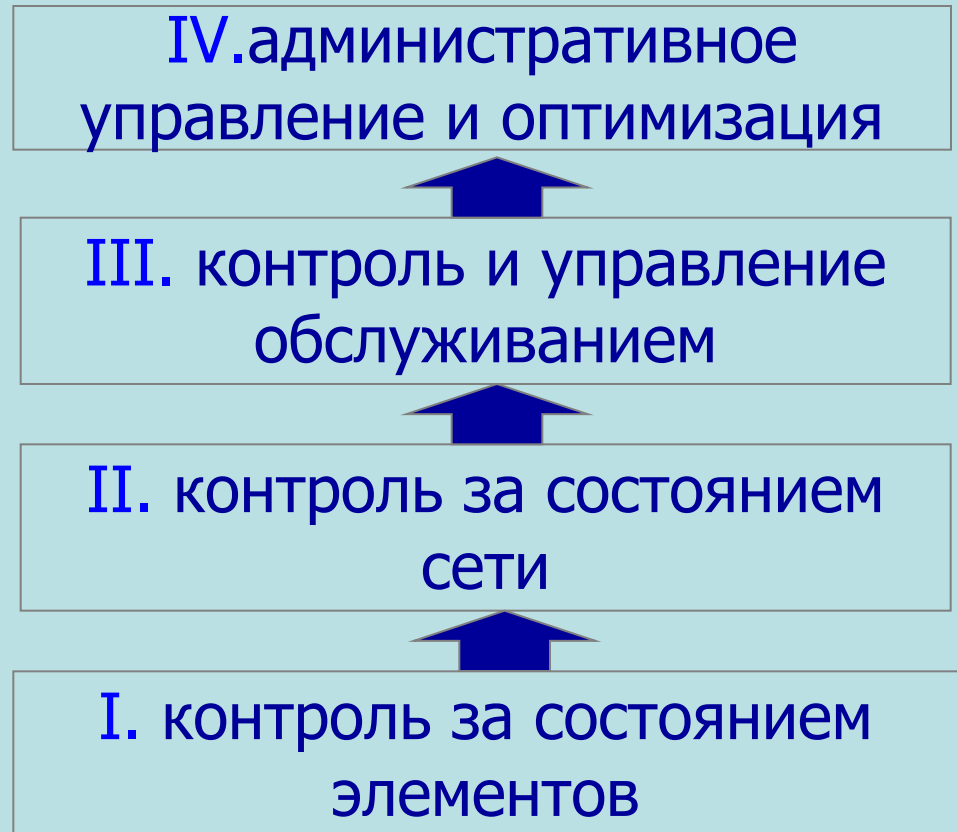 IV.административное
управление и оптимизация
III. контроль и управление
обслуживанием
II. контроль за состоянием
сети
I. контроль за состоянием
элементов